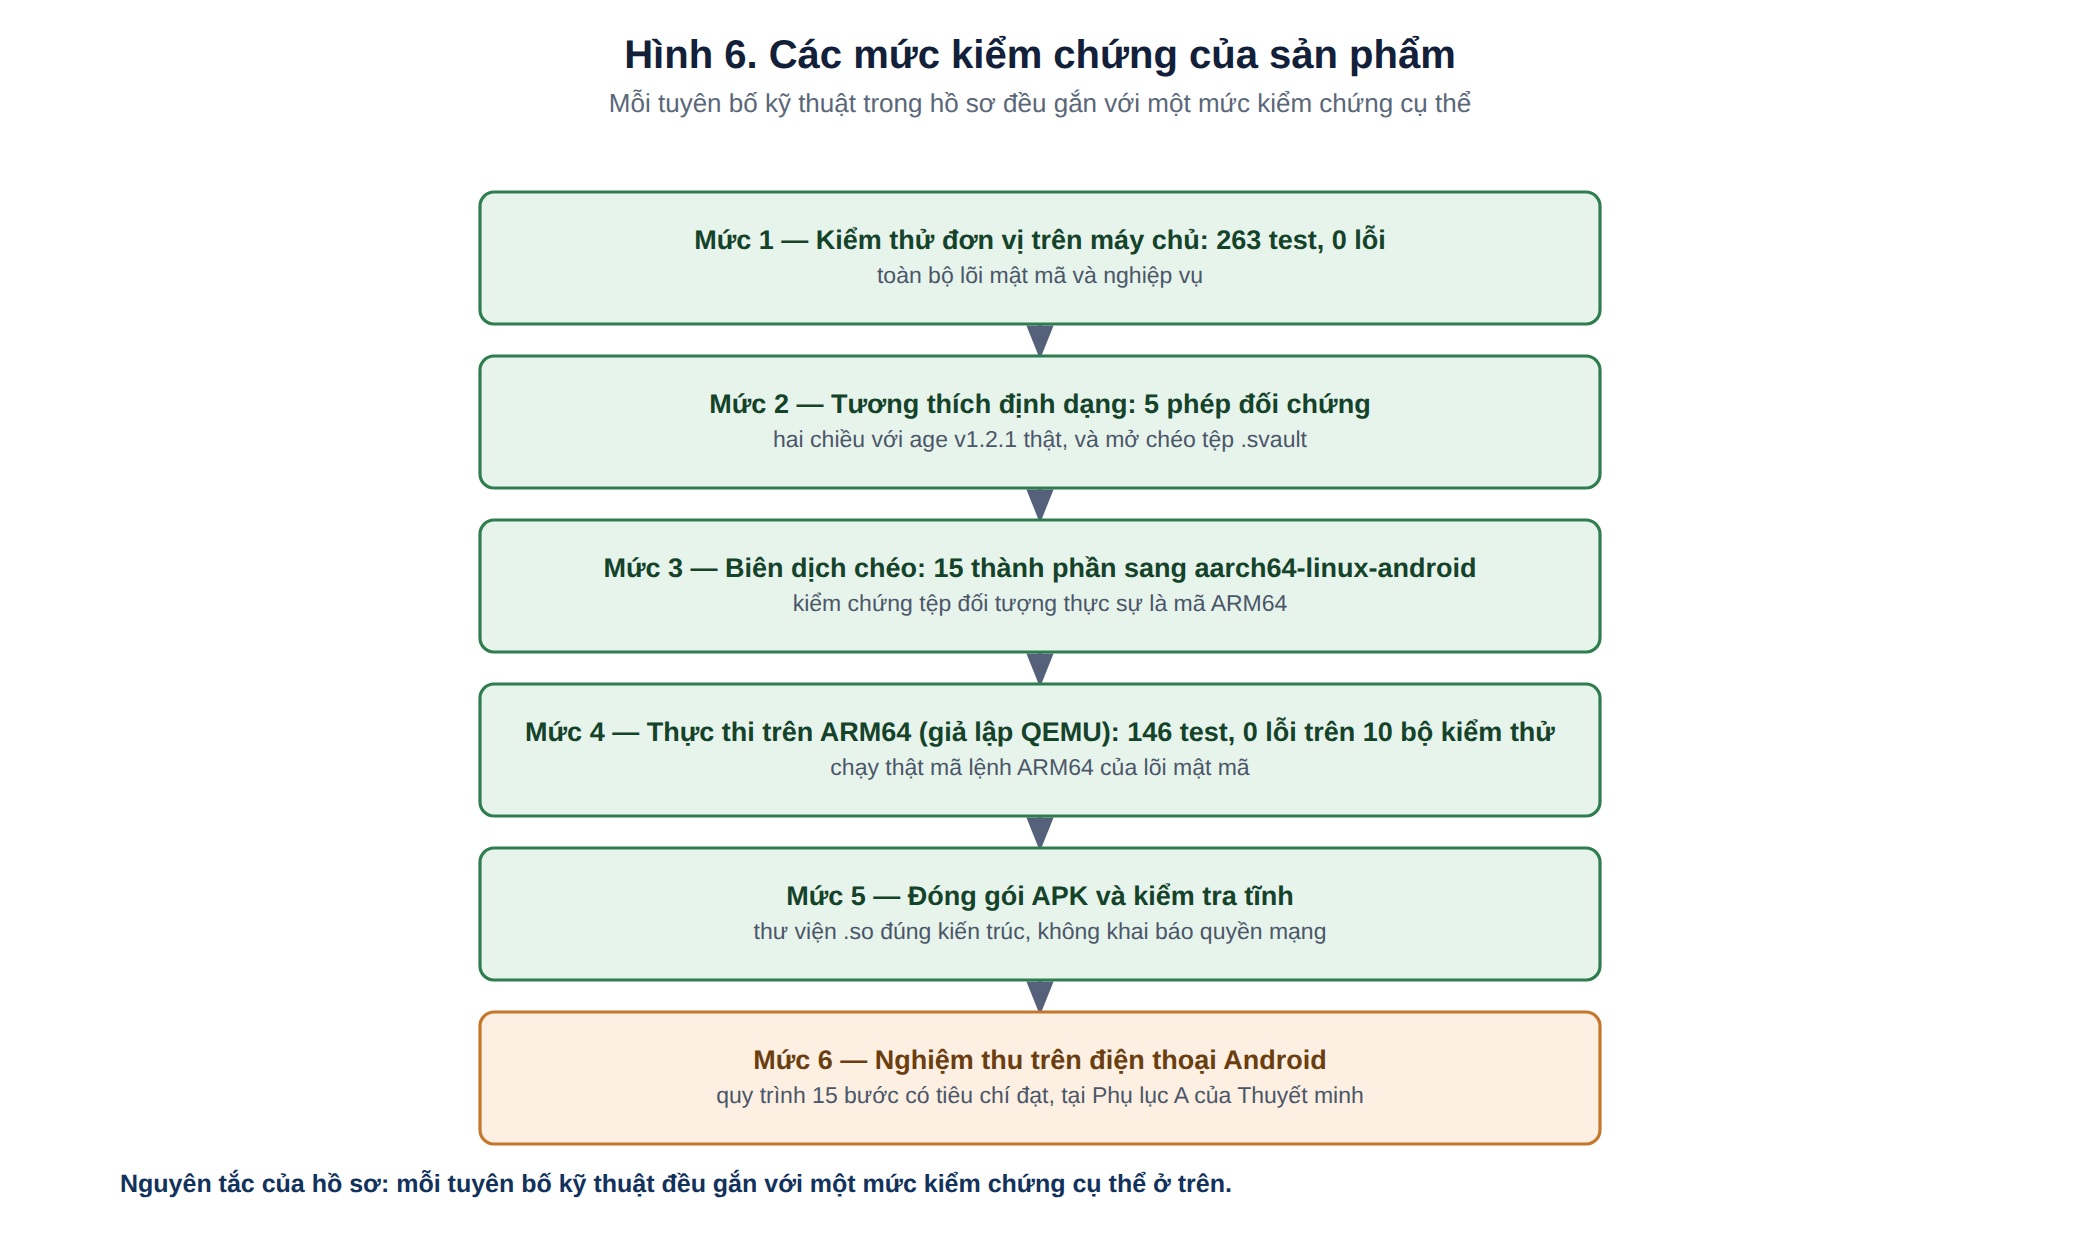 Hình 6. Các mức kiểm chứng của sản phẩm
Mỗi tuyên bố kỹ thuật trong hồ sơ đều gắn với một mức kiểm chứng cụ thể
Mức 1 — Kiểm thử đơn vị trên máy chủ: 263 test, 0 lỗi
toàn bộ lõi mật mã và nghiệp vụ
Mức 2 — Tương thích định dạng: 5 phép đối chứng
hai chiều với age v1.2.1 thật, và mở chéo tệp .svault
Mức 3 — Biên dịch chéo: 15 thành phần sang aarch64-linux-android
kiểm chứng tệp đối tượng thực sự là mã ARM64
Mức 4 — Thực thi trên ARM64 (giả lập QEMU): 146 test, 0 lỗi trên 10 bộ kiểm thử
chạy thật mã lệnh ARM64 của lõi mật mã
Mức 5 — Đóng gói APK và kiểm tra tĩnh
thư viện .so đúng kiến trúc, không khai báo quyền mạng
Mức 6 — Nghiệm thu trên điện thoại Android
quy trình 15 bước có tiêu chí đạt, tại Phụ lục A của Thuyết minh
Nguyên tắc của hồ sơ: mỗi tuyên bố kỹ thuật đều gắn với một mức kiểm chứng cụ thể ở trên.